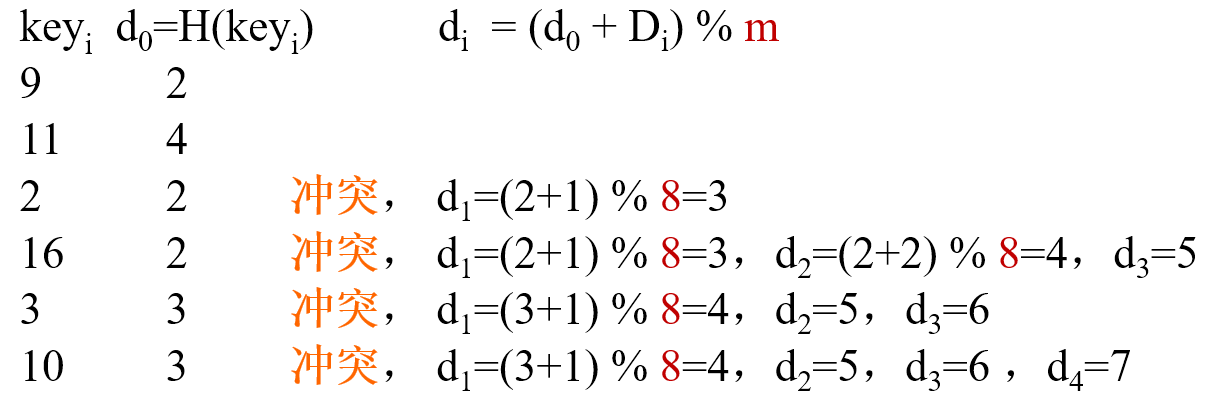 keyᵢ d₀=H(keyᵢ) dᵢ = (d₀ + Dᵢ) % m
9 2
11 4
2 2 冲突， d₁=(2+1) % 8=3
16 2 冲突， d₁=(2+1) % 8=3，d₂=(2+2) % 8=4，d₃=5
3 3 冲突， d₁=(3+1) % 8=4，d₂=5，d₃=6
10 3 冲突， d₁=(3+1) % 8=4，d₂=5，d₃=6 ，d₄=7